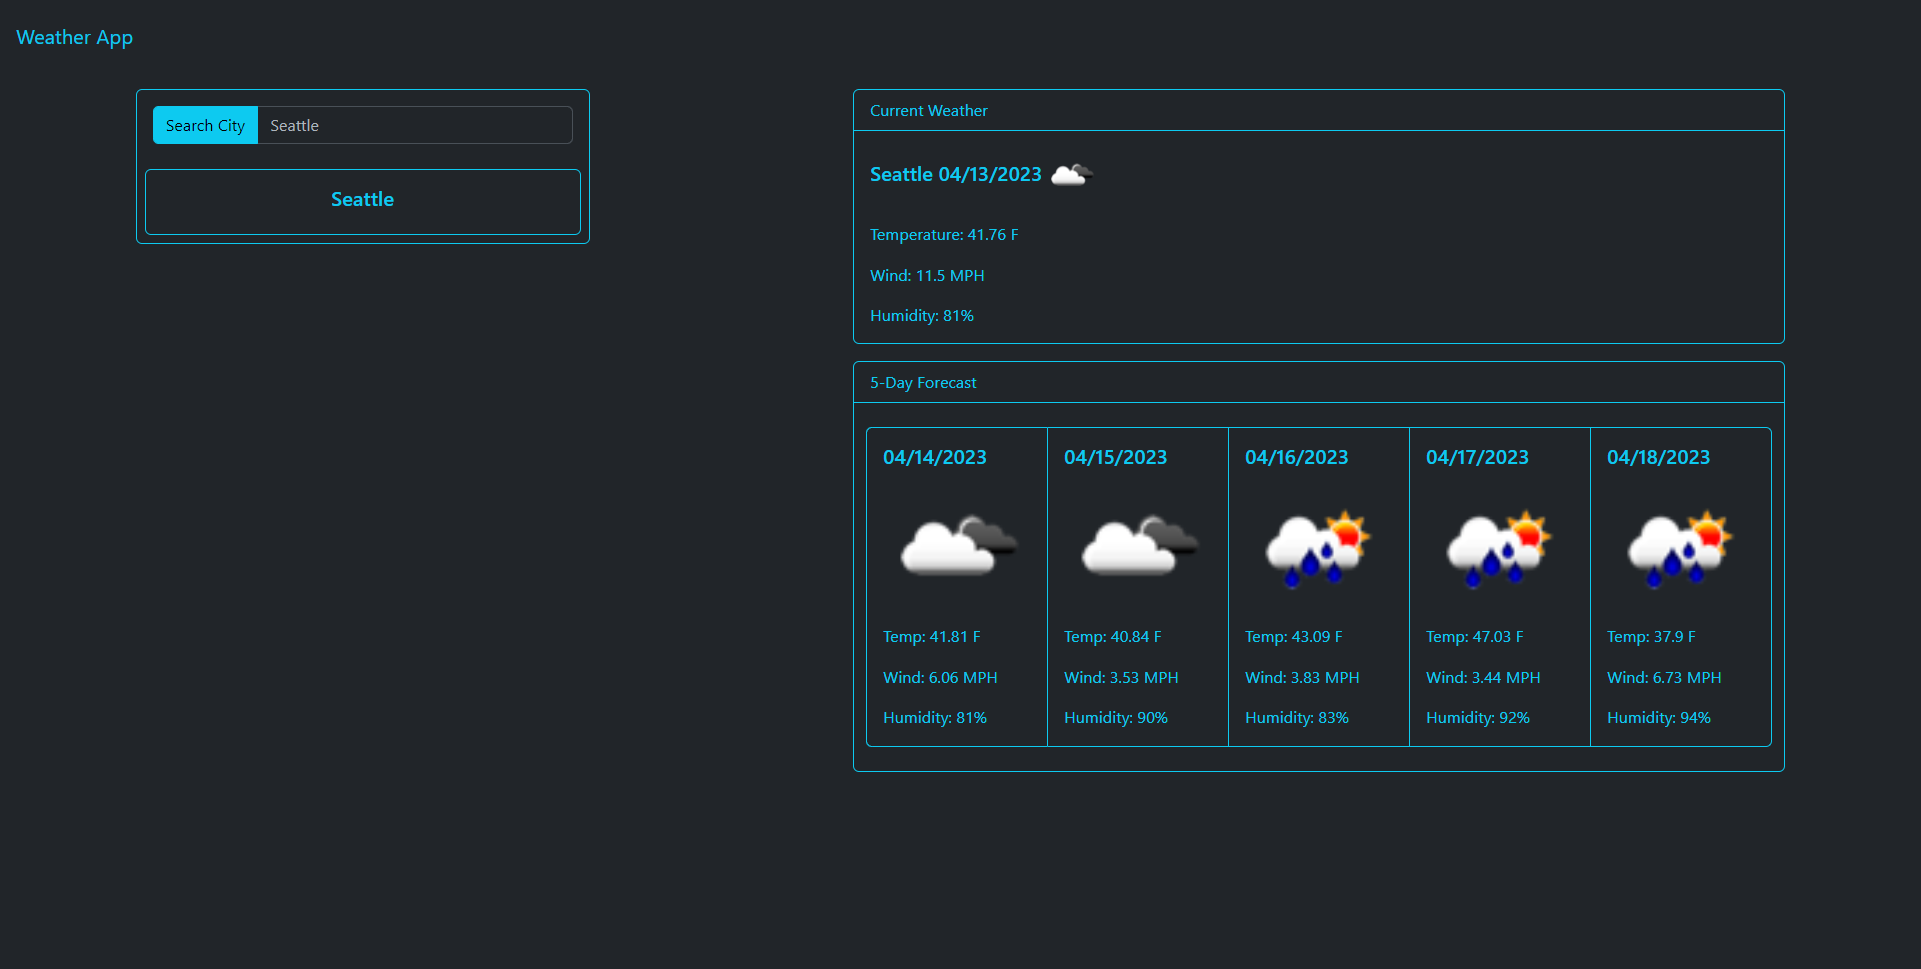 Weather App
Search City Seattle
Seattle
Current Weather
Seattle 04/13/2023
Temperature: 41.76 F
Wind: 11.5 MPH
Humidity: 81%
5-Day Forecast
04/14/2023
Temp: 41.81 F
Wind: 6.06 MPH
Humidity: 81%
04/15/2023
Temp: 40.84 F
Wind: 3.53 MPH
Humidity: 90%
04/16/2023
Temp: 43.09 F
Wind: 3.83 MPH
Humidity: 83%
04/17/2023
Temp: 47.03 F
Wind: 3.44 MPH
Humidity: 92%
04/18/2023
Temp: 37.9 F
Wind: 6.73 MPH
Humidity: 94%